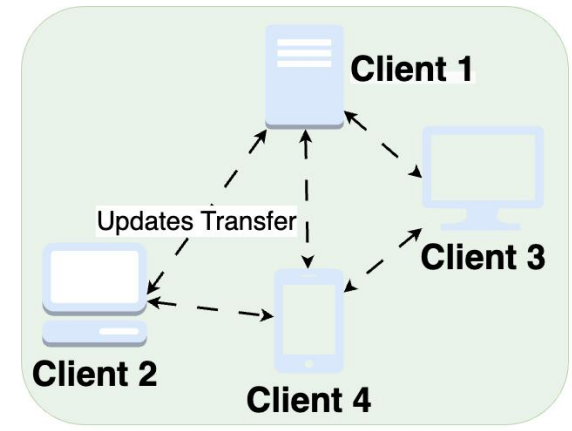 Client 1
Updates Transfer
Client 3
Client 2
Client 4